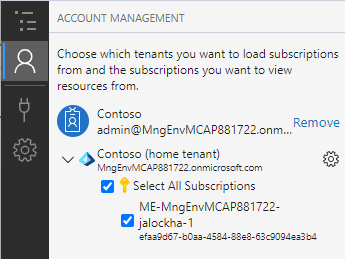 ACCOUNT MANAGEMENT
Choose which tenants you want to load subscriptions
from and the subscriptions you want to view
resources from.
Contoso
admin@MngEnvMCAP881722.onm...
Remove
Contoso (home tenant)
MngEnvMCAP881722.onmicrosoft.com
Select All Subscriptions
ME-MngEnvMCAP881722-
jalockha-1
efaa9d67-b0aa-4584-88e8-63c9094ea3b4